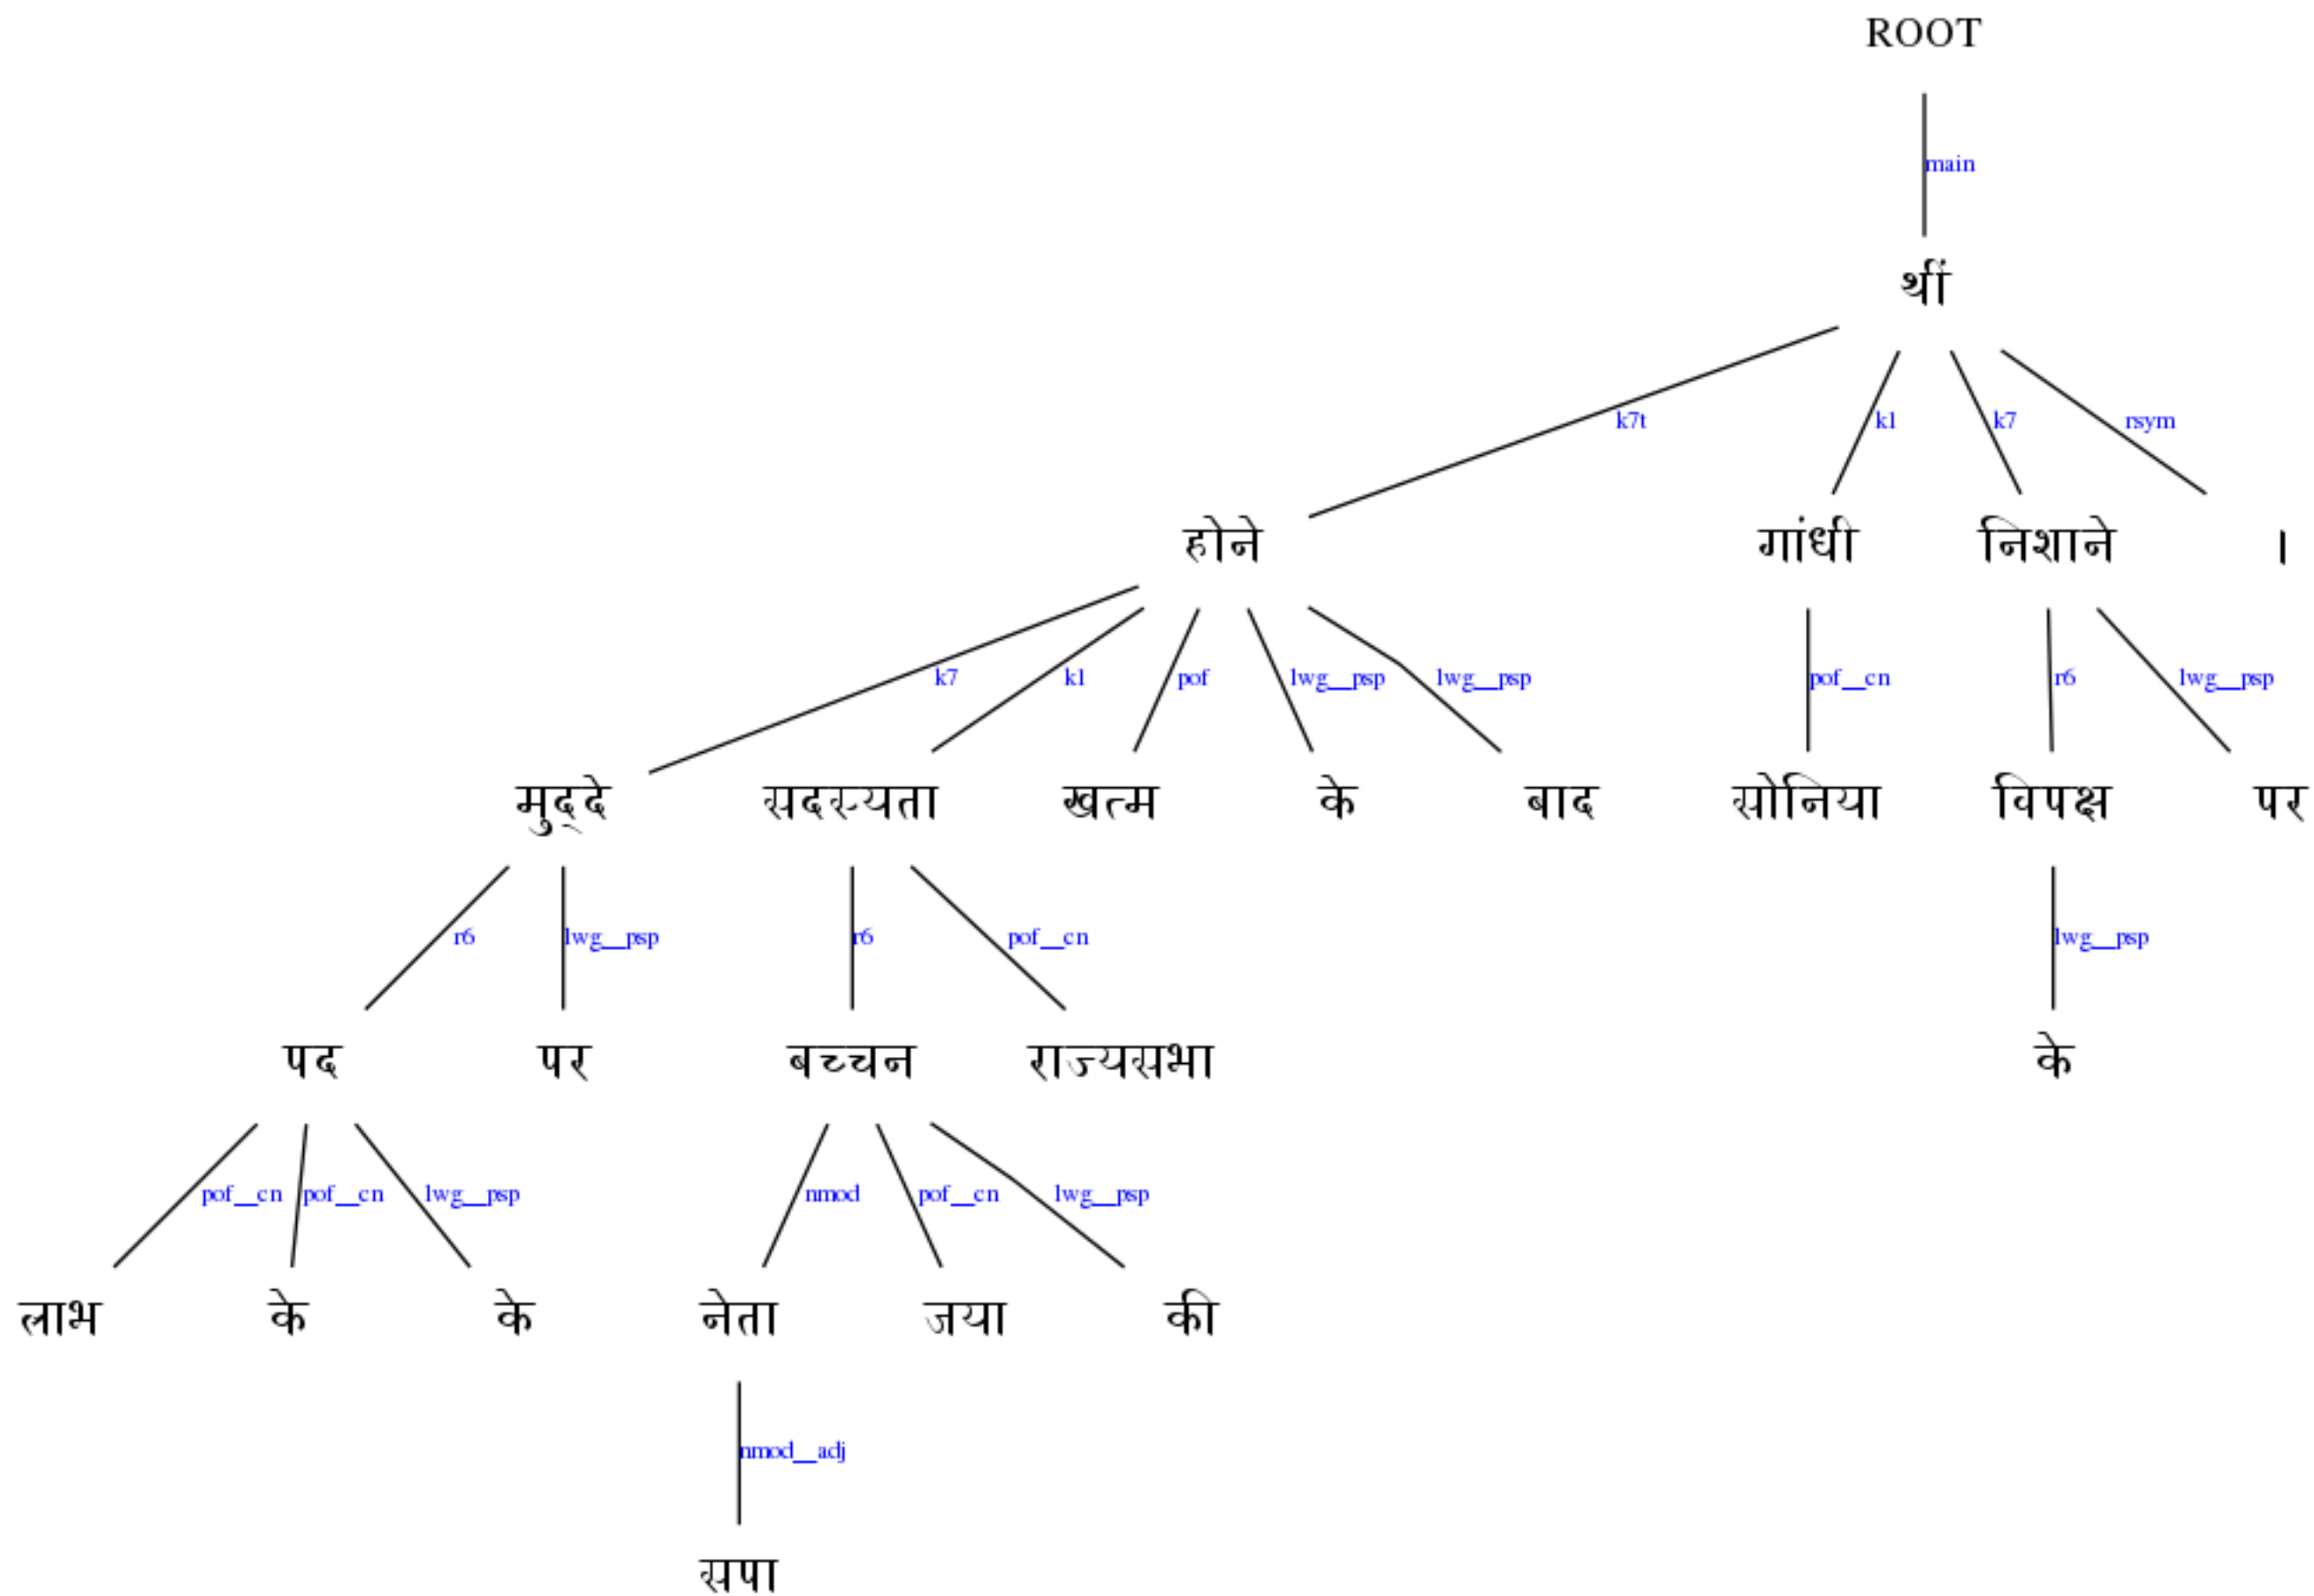 ROOT
main
थीं
k7t k1 k7 rsym
होने गांधी निशाने ।
k7 k1 pof lwg__psp lwg__psp pof__cn r6 lwg__psp
मुद्दे सदस्यता खत्म के बाद सोनिया विपक्ष पर
r6 lwg__psp r6 pof__cn lwg__psp
पद पर बच्चन राज्यसभा के
pof__cn pof__cn lwg__psp nmod pof__cn lwg__psp
लाभ के के नेता जया की
nmod__adj
सपा